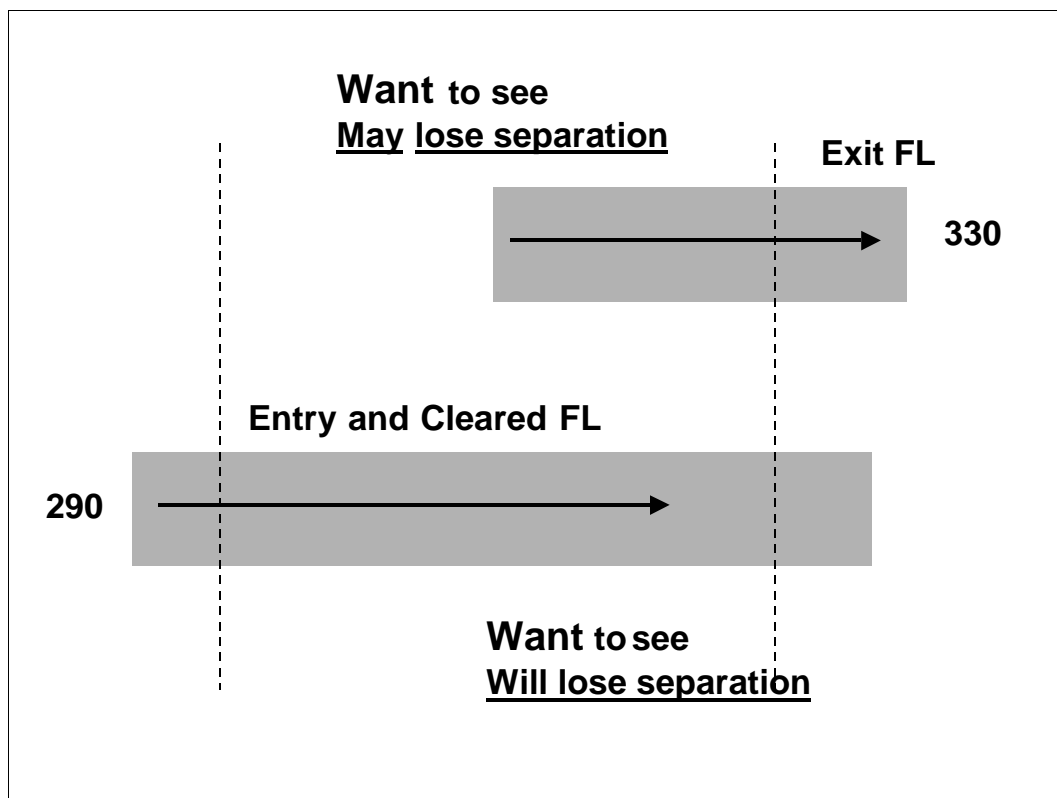 Want to see
May lose separation
Exit FL
330
Entry and Cleared FL
290
Want to see
Will lose separation